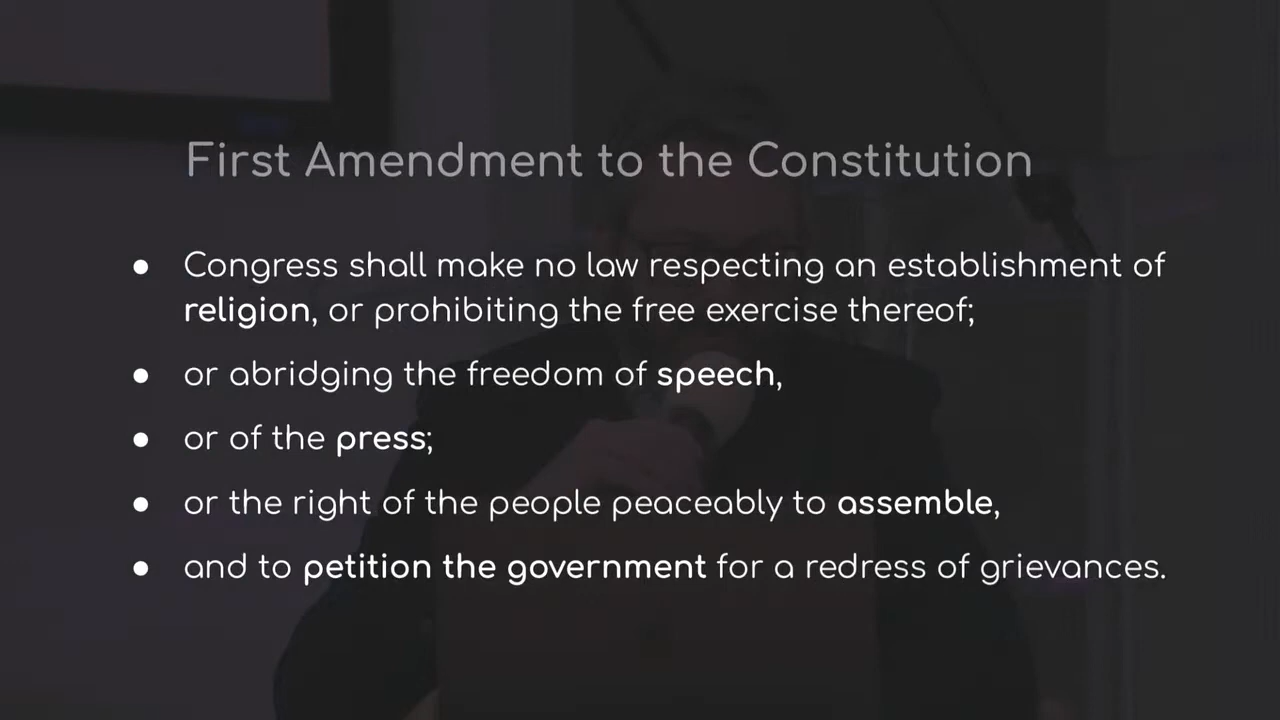 First Amendment to the Constitution
● Congress shall make no law respecting an establishment of
religion, or prohibiting the free exercise thereof;
● or abridging the freedom of speech,
● or of the press;
● or the right of the people peaceably to assemble,
● and to petition the government for a redress of grievances.